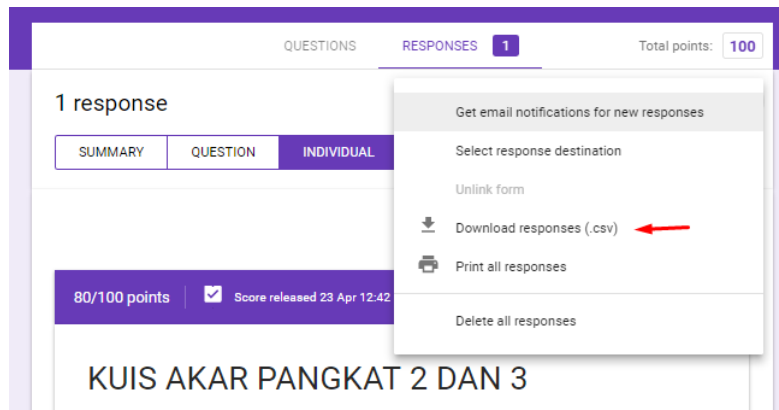 QUESTIONS RESPONSES 1 Total points: 100
1 response
SUMMARY QUESTION INDIVIDUAL
Get email notifications for new responses
Select response destination
Unlink form
Download responses (.csv)
Print all responses
Delete all responses
80/100 points Score released 23 Apr 12:42
KUIS AKAR PANGKAT 2 DAN 3